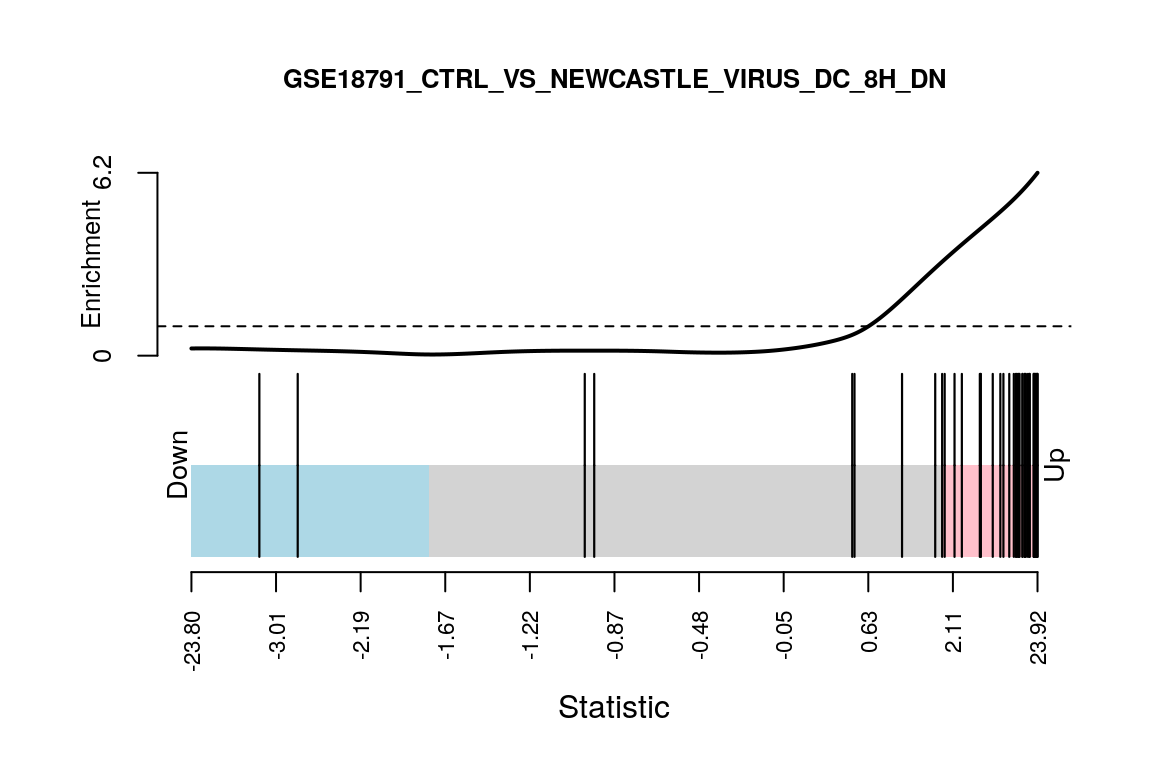 GSE18791_CTRL_VS_NEWCASTLE_VIRUS_DC_8H_DN
6.2
Enrichment
0
Down
Up
-23.80
-3.01
-2.19
-1.67
-1.22
-0.87
-0.48
-0.05
0.63
2.11
23.92
Statistic